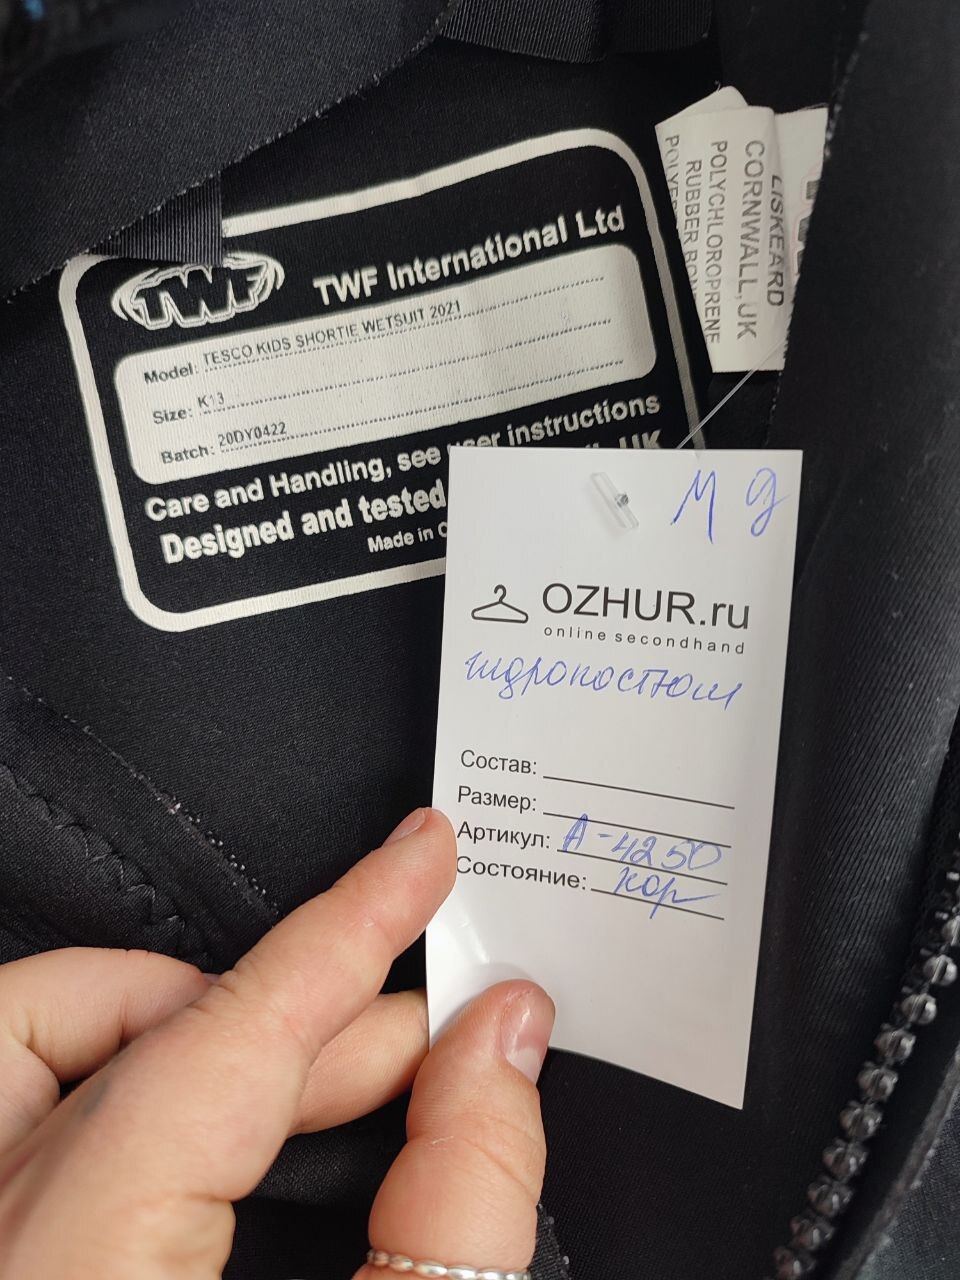 TWF
TWF International Ltd
Model: TESCO KIDS SHORTIE WETSUIT 2021
Size: K13
Batch: 20DY0422
Care and Handling, see user instructions
Designed and tested UK
Made in
LISKEARD
CORNWALL, UK
POLYCHLOROPRENE
RUBBER
М д
OZHUR.ru
online secondhand
гидрокостюм
Состав:
Размер:
Артикул: А-4250
Состояние: хор